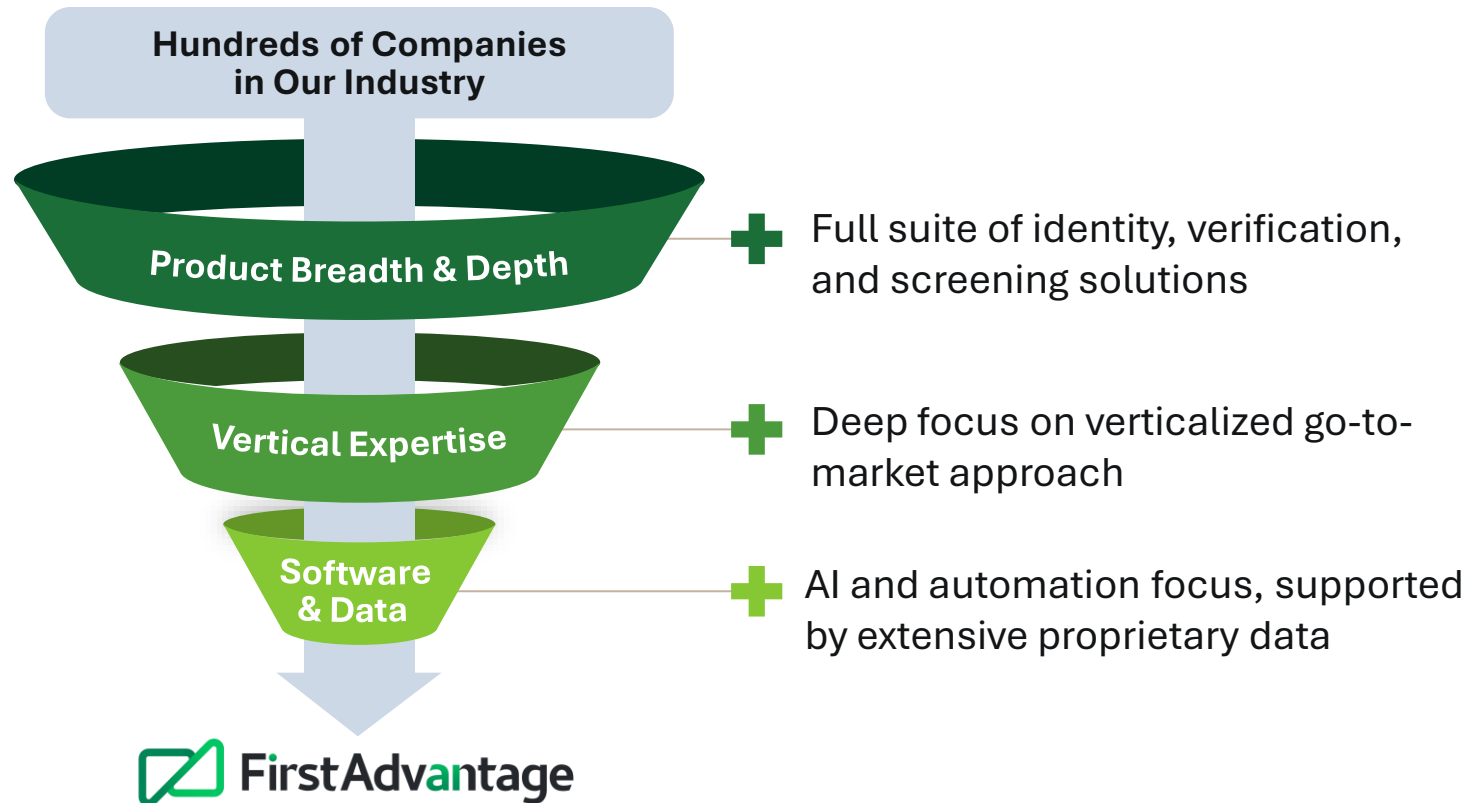 Hundreds of Companies
in Our Industry
Product Breadth & Depth
Full suite of identity, verification,
and screening solutions
Vertical Expertise
Deep focus on verticalized go-to-
market approach
Software
& Data
AI and automation focus, supported
by extensive proprietary data
First Advantage